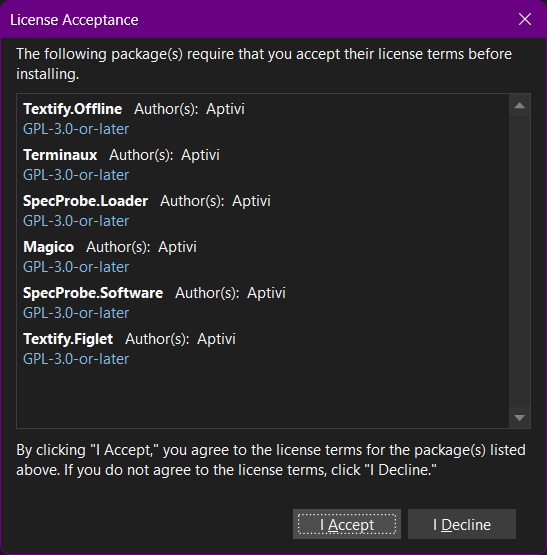 License Acceptance
The following package(s) require that you accept their license terms before
installing.
Textify.Offline Author(s): Aptivi
GPL-3.0-or-later
Terminaux Author(s): Aptivi
GPL-3.0-or-later
SpecProbe.Loader Author(s): Aptivi
GPL-3.0-or-later
Magico Author(s): Aptivi
GPL-3.0-or-later
SpecProbe.Software Author(s): Aptivi
GPL-3.0-or-later
Textify.Figlet Author(s): Aptivi
GPL-3.0-or-later
By clicking "I Accept," you agree to the license terms for the package(s) listed
above. If you do not agree to the license terms, click "I Decline."
I Accept I Decline